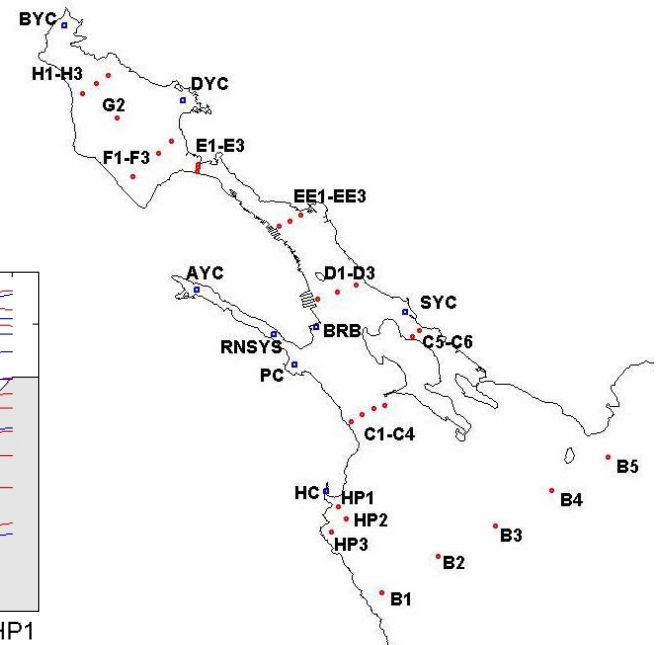 BYC
H1-H3
DYC
G2
E1-E3
F1-F3
EE1-EE3
AYC
D1-D3
SYC
BRB
RNSYS
C5-C6
PC
C1-C4
B5
HC
HP1
B4
HP2
B3
HP3
B2
B1
HP1